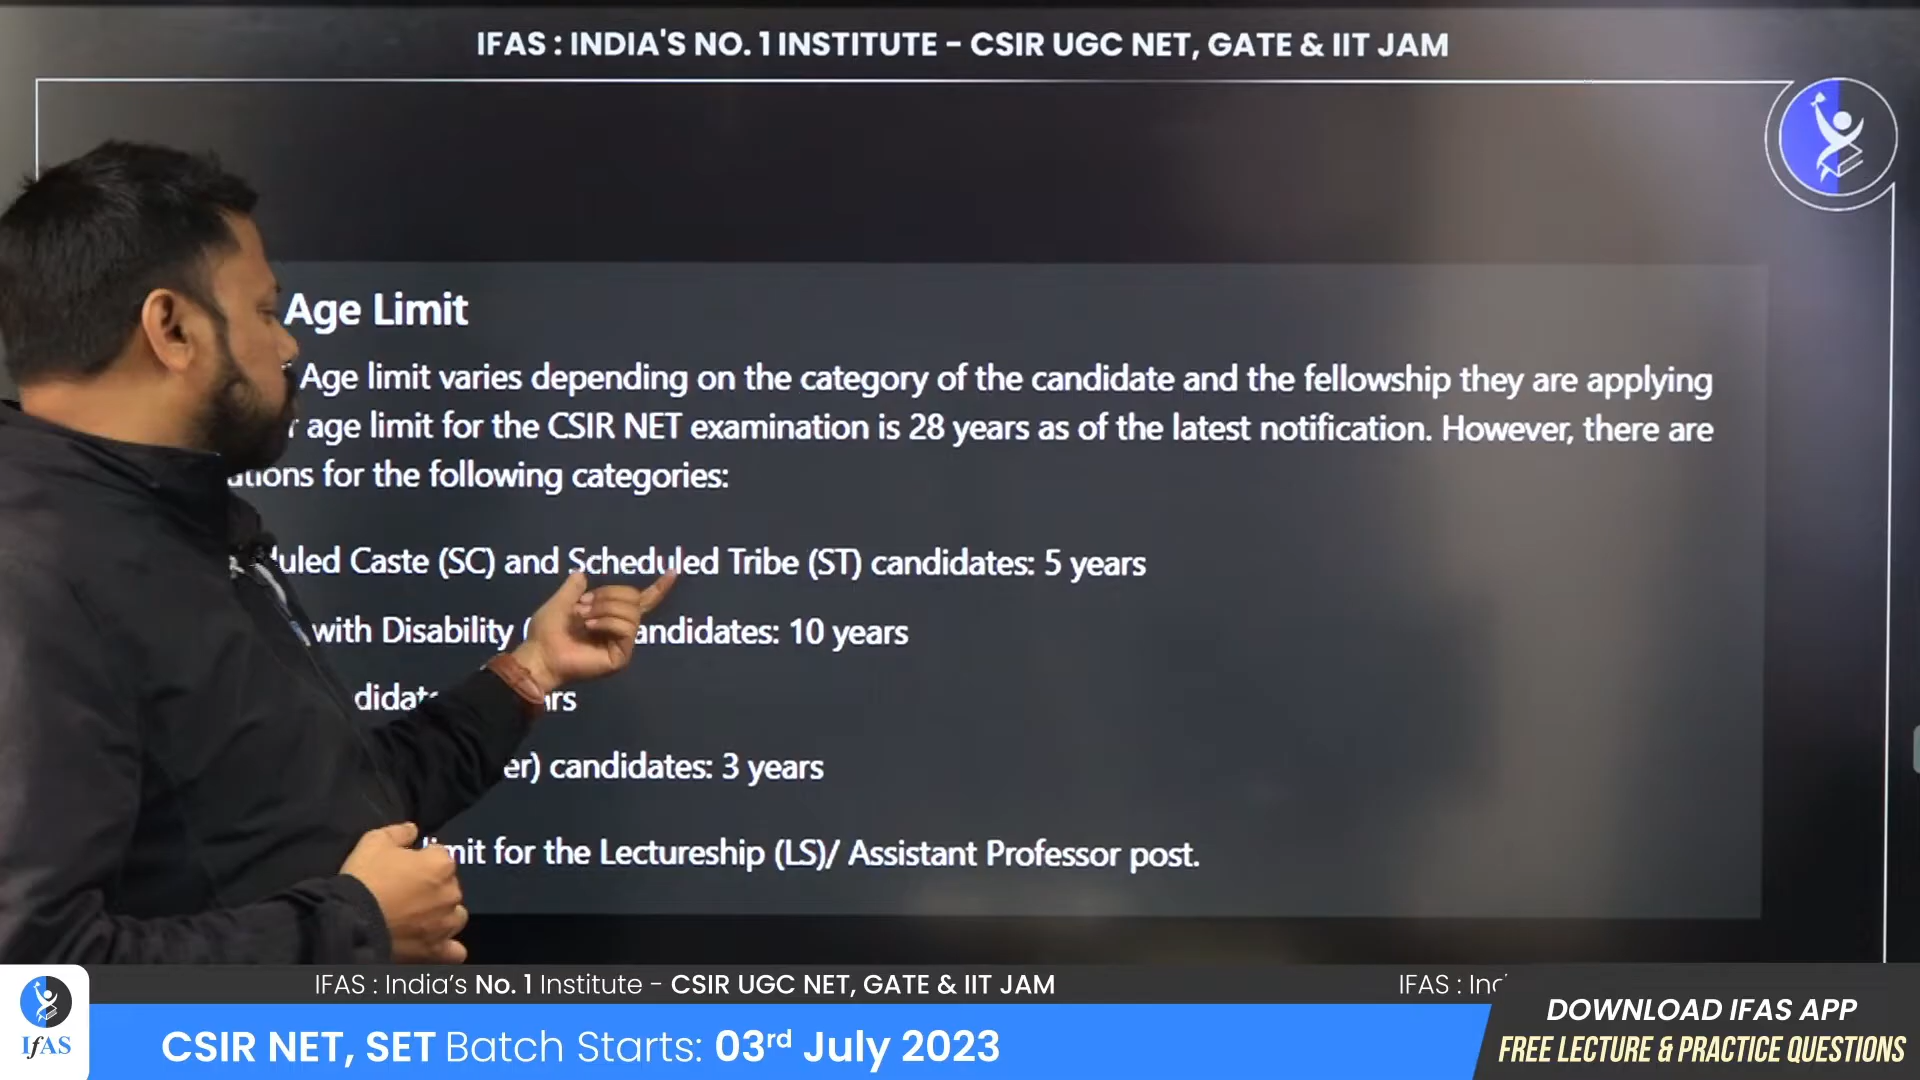 IFAS : INDIA'S NO. 1 INSTITUTE - CSIR UGC NET, GATE & IIT JAM
Age Limit
Age limit varies depending on the category of the candidate and the fellowship they are applying
age limit for the CSIR NET examination is 28 years as of the latest notification. However, there are
for the following categories:
Caste (SC) and Scheduled Tribe (ST) candidates: 5 years
with Disability candidates: 10 years
candidates: 3 years
limit for the Lectureship (LS)/ Assistant Professor post.
IFAS : India's No. 1 Institute - CSIR UGC NET, GATE & IIT JAM
IFAS :
IfAS
CSIR NET, SET Batch Starts: 03rd July 2023
DOWNLOAD IFAS APP
FREE LECTURE & PRACTICE QUESTIONS